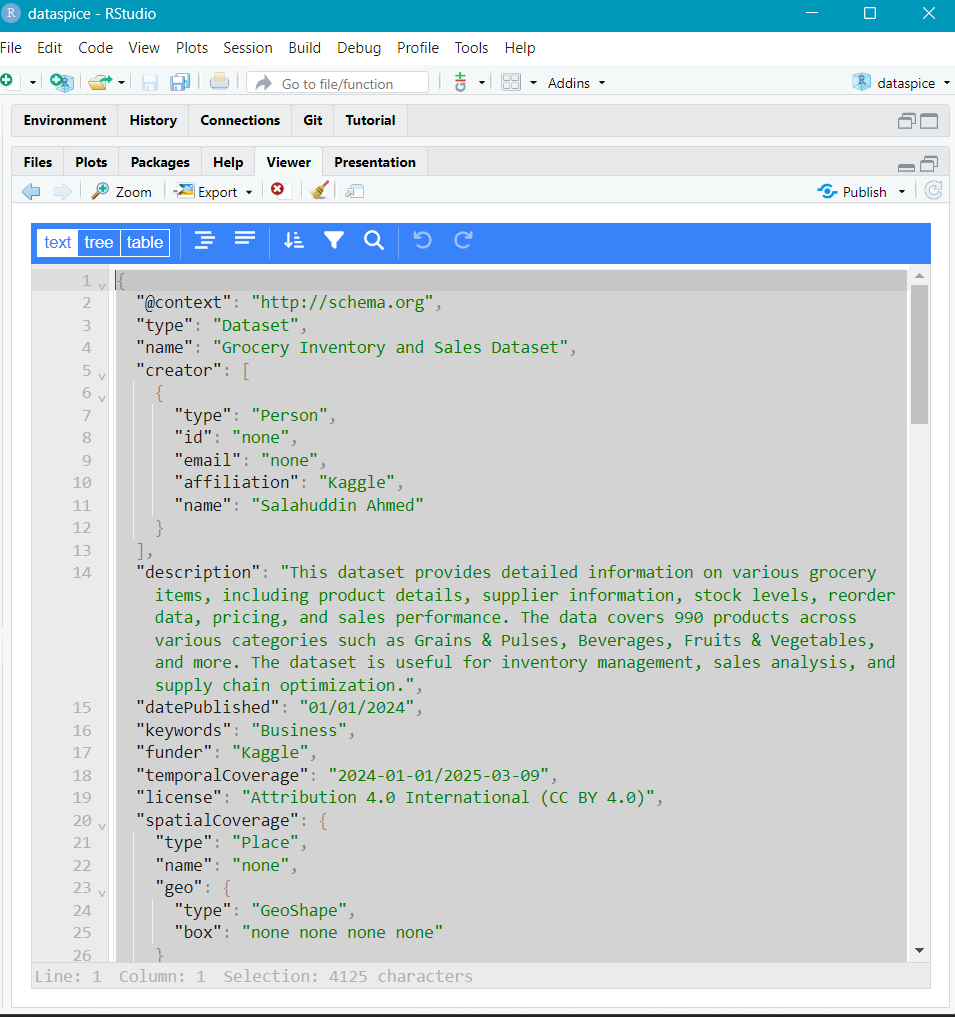 dataspice - RStudio
File Edit Code View Plots Session Build Debug Profile Tools Help
Go to file/function Addins dataspice
Environment History Connections Git Tutorial
Files Plots Packages Help Viewer Presentation
Zoom Export Publish
text tree table
1 {
2 "@context": "http://schema.org",
3 "type": "Dataset",
4 "name": "Grocery Inventory and Sales Dataset",
5 "creator": [
6 {
7 "type": "Person",
8 "id": "none",
9 "email": "none",
10 "affiliation": "Kaggle",
11 "name": "Salahuddin Ahmed"
12 }
13 ],
14 "description": "This dataset provides detailed information on various grocery
items, including product details, supplier information, stock levels, reorder
data, pricing, and sales performance. The data covers 990 products across
various categories such as Grains & Pulses, Beverages, Fruits & Vegetables,
and more. The dataset is useful for inventory management, sales analysis, and
supply chain optimization.",
15 "datePublished": "01/01/2024",
16 "keywords": "Business",
17 "funder": "Kaggle",
18 "temporalCoverage": "2024-01-01/2025-03-09",
19 "license": "Attribution 4.0 International (CC BY 4.0)",
20 "spatialCoverage": {
21 "type": "Place",
22 "name": "none",
23 "geo": {
24 "type": "GeoShape",
25 "box": "none none none none"
26 }
Line: 1 Column: 1 Selection: 4125 characters